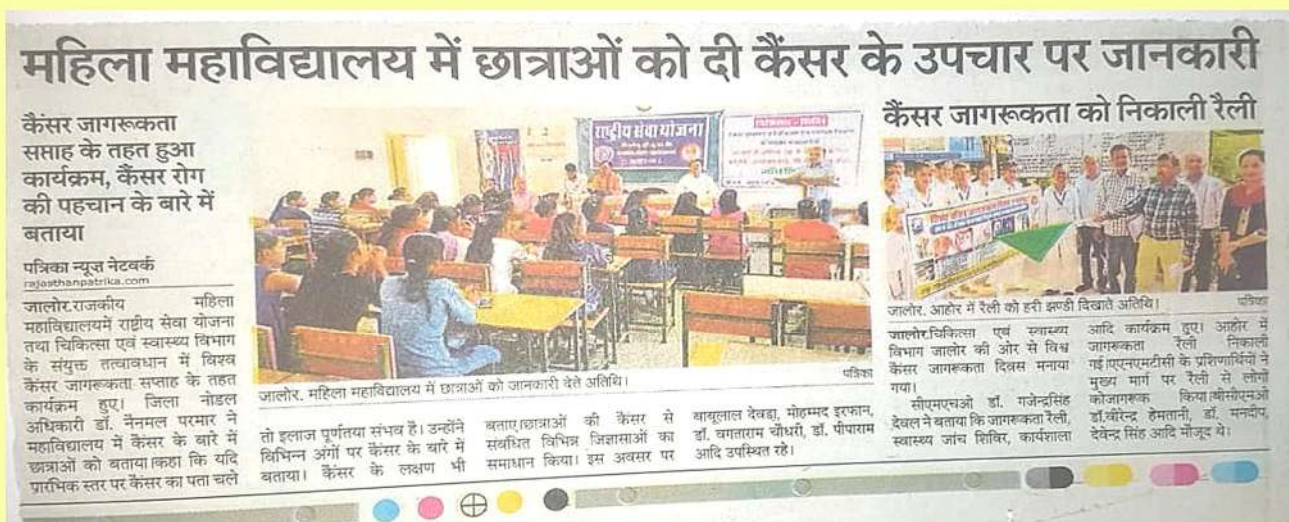 महिला महाविद्यालय में छात्राओं को दी कैंसर के उपचार पर जानकारी
कैंसर जागरूकता
सप्ताह के तहत हुआ
कार्यक्रम, कैंसर रोग
की पहचान के बारे में
बताया
पत्रिका न्यूज़ नेटवर्क
rajasthanpatrika.com
जालोर.राजकीय महिला
महाविद्यालयमें राष्ट्रीय सेवा योजना
तथा चिकित्सा एवं स्वास्थ्य विभाग
के संयुक्त तत्वावधान में विश्व
कैंसर जागरूकता सप्ताह के तहत
कार्यक्रम हुए। जिला नोडल
अधिकारी डॉ. नैनमल परमार ने
महाविद्यालय में कैंसर के बारे में
छात्राओं को बताया।कहा कि यदि
प्रारंभिक स्तर पर कैंसर का पता चले
राष्ट्रीय सेवा योजना
जालोर. महिला महाविद्यालय में छात्राओं को जानकारी देते अतिथि।
पत्रिका
तो इलाज पूर्णतया संभव है। उन्होंने
विभिन्न अंगों पर कैंसर के बारे में
बताया। कैंसर के लक्षण भी
बताए।छात्राओं की कैंसर से
संबंधित विभिन्न जिज्ञासाओं का
समाधान किया। इस अवसर पर
बाबूलाल देवड़ा, मोहम्मद इरफान,
डॉ. वगताराम चौधरी, डॉ. पीपाराम
आदि उपस्थित रहे।
कैंसर जागरूकता को निकाली रैली
जालोर. आहोर में रैली को हरी झण्डी दिखाते अतिथि।
पत्रिका
जालोर.चिकित्सा एवं स्वास्थ्य
विभाग जालोर की ओर से विश्व
कैंसर जागरूकता दिवस मनाया
गया।
सीएमएचओ डॉ. गजेन्द्रसिंह
देवल ने बताया कि जागरूकता रैली,
स्वास्थ्य जांच शिविर, कार्यशाला
आदि कार्यक्रम हुए। आहोर में
जागरूकता रैली निकाली
गई।एएनएमटीसी के प्रशिणार्थियों ने
मुख्य मार्ग पर रैली से लोगों
कोजागरूक किया।बीसीएमओ
डॉ.वीरेन्द्र हेमतानी, डॉ. मनदीप,
देवेन्द्र सिंह आदि मौजूद थे।